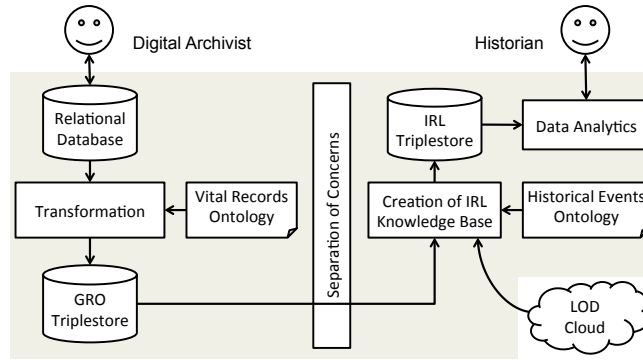 Digital Archivist
Historian
Relational
Database
Transformation
Vital Records
Ontology
GRO
Triplestore
Separation of Concerns
IRL
Triplestore
Data Analytics
Creation of IRL
Knowledge Base
Historical Events
Ontology
LOD
Cloud